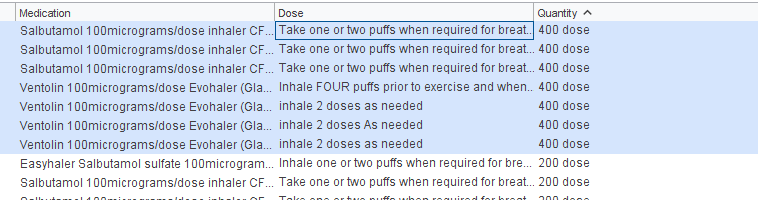 Medication Dose Quantity
Salbutamol 100micrograms/dose inhaler CF... Take one or two puffs when required for breat... 400 dose
Salbutamol 100micrograms/dose inhaler CF... Take one or two puffs when required for breat... 400 dose
Salbutamol 100micrograms/dose inhaler CF... Take one or two puffs when required for breat... 400 dose
Ventolin 100micrograms/dose Evohaler (Gla... Inhale FOUR puffs prior to exercise and when... 400 dose
Ventolin 100micrograms/dose Evohaler (Gla... inhale 2 doses as needed 400 dose
Ventolin 100micrograms/dose Evohaler (Gla... inhale 2 doses As needed 400 dose
Ventolin 100micrograms/dose Evohaler (Gla... inhale 2 doses as needed 400 dose
Easyhaler Salbutamol sulfate 100microgram... Inhale one or two puffs when required for bre... 200 dose
Salbutamol 100micrograms/dose inhaler CF... Take one or two puffs when required for breat... 200 dose